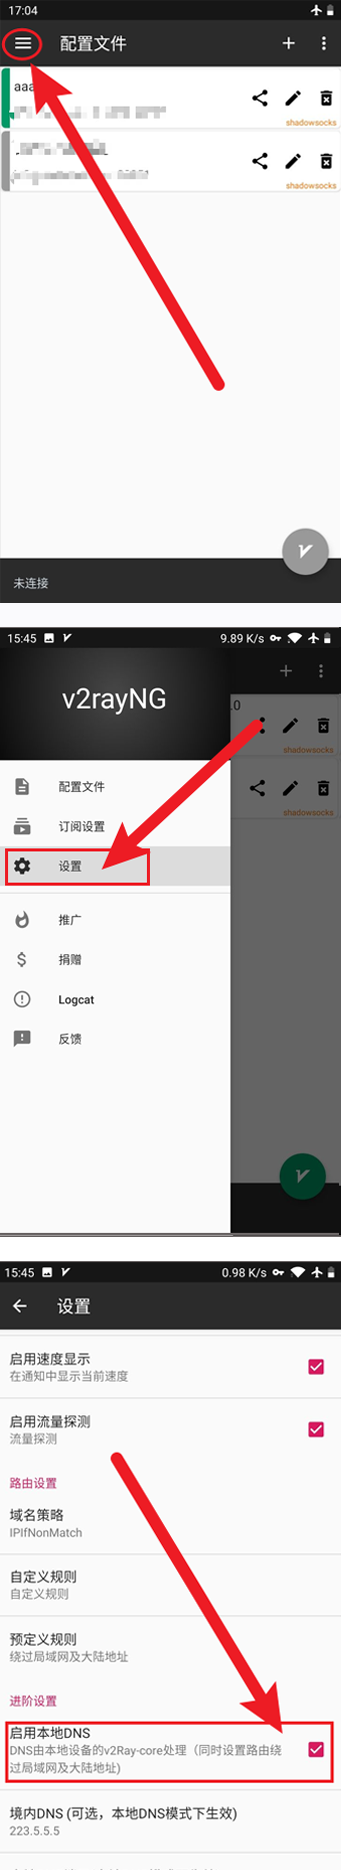 17:04
配置文件
aaa
shadowsocks
shadowsocks
未连接
15:45
9.89 K/s
v2rayNG
.0
shadowsocks
配置文件
订阅设置
shadowsocks
设置
推广
捐赠
Logcat
反馈
15:45
0.98 K/s
设置
启用速度显示
在通知中显示当前速度
启用流量探测
流量探测
路由设置
域名策略
IPIfNonMatch
自定义规则
自定义规则
预定义规则
绕过局域网及大陆地址
进阶设置
启用本地DNS
DNS由本地设备的v2Ray-core处理（同时设置路由绕
过局域网及大陆地址)
境内DNS (可选，本地DNS模式下生效)
223.5.5.5